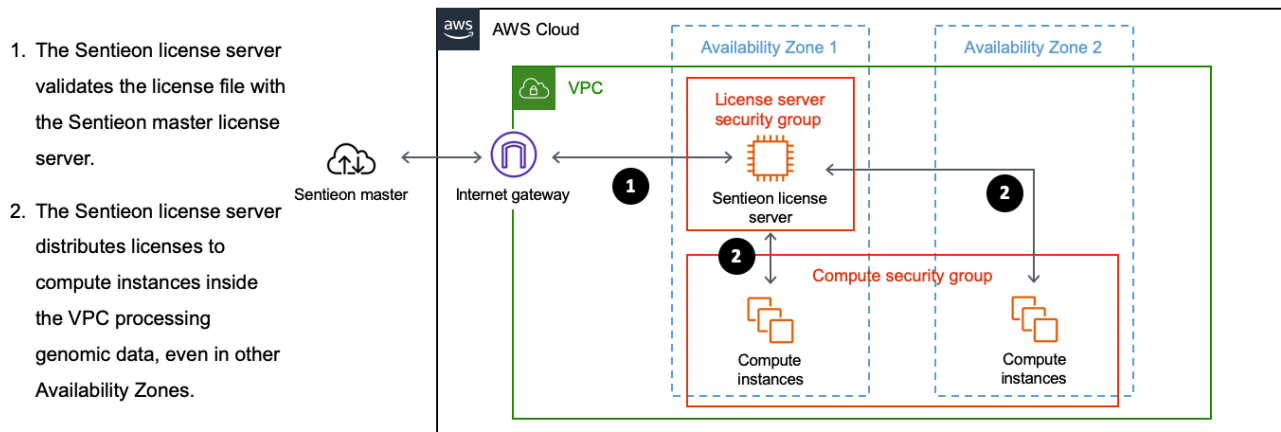 1. The Sentieon license server
validates the license file with
the Sentieon master license
server.
2. The Sentieon license server
distributes licenses to
compute instances inside
the VPC processing
genomic data, even in other
Availability Zones.
Sentieon master
aws
AWS Cloud
Availability Zone 1
Availability Zone 2
VPC
License server
security group
Internet gateway
1
Sentieon license
server
2
2
Compute security group
Compute
instances
Compute
instances